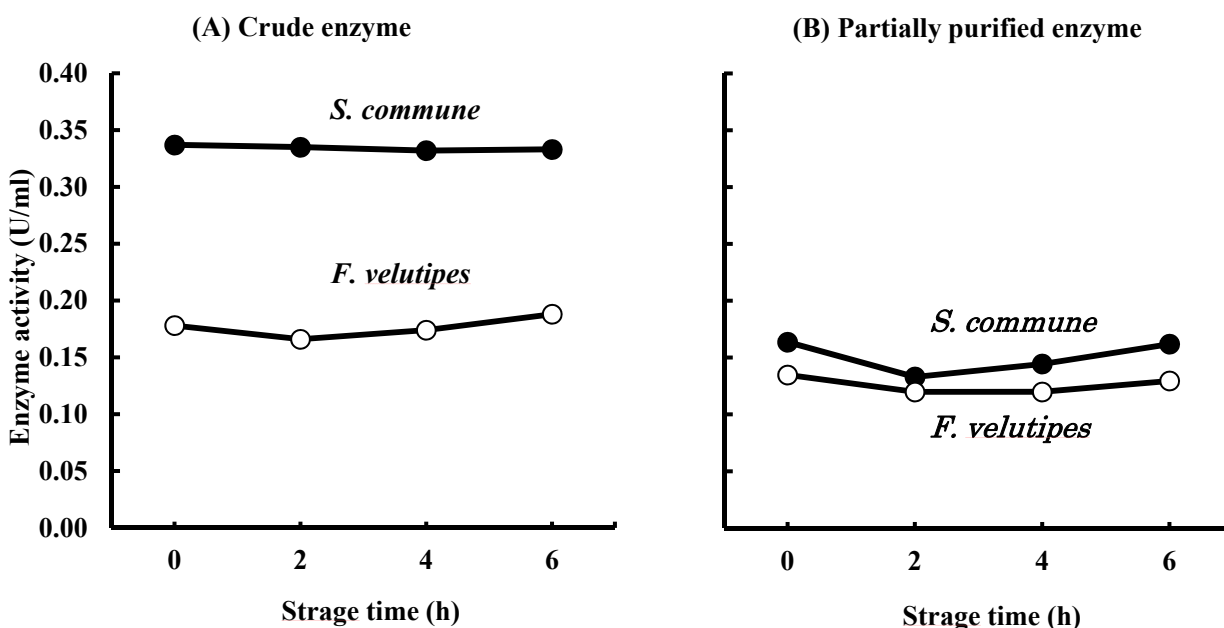 (A) Crude enzyme
Enzyme activity (U/ml)
0.40
0.35
0.30
0.25
0.20
0.15
0.10
0.05
0.00
S. commune
F. velutipes
0 2 4 6
Strage time (h)
(B) Partially purified enzyme
S. commune
F. velutipes
0 2 4 6
Strage time (h)